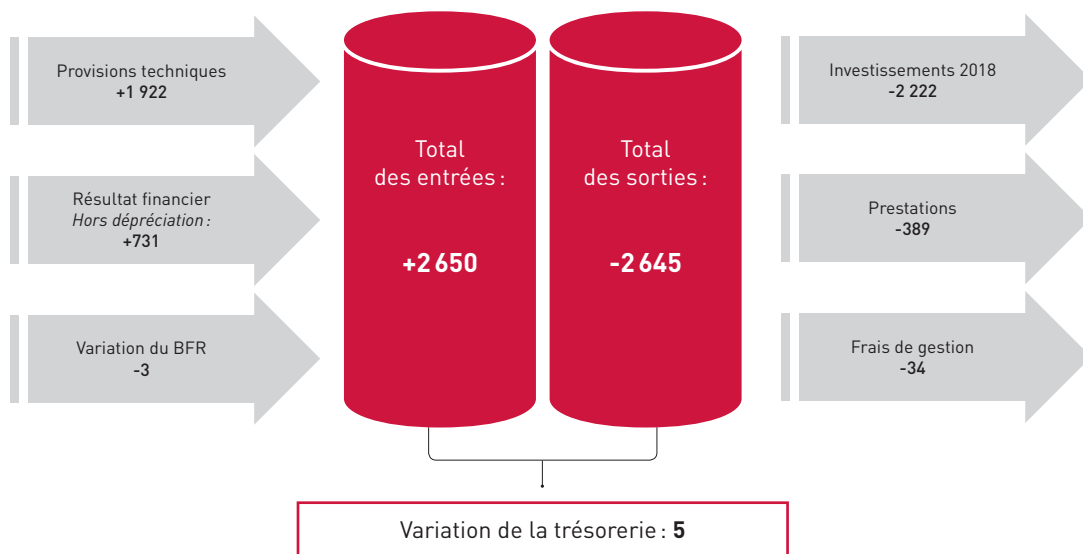 Provisions techniques
+1 922
Résultat financier
Hors dépréciation :
+731
Variation du BFR
-3
Total
des entrées :
+2 650
Total
des sorties :
-2 645
Investissements 2018
-2 222
Prestations
-389
Frais de gestion
-34
Variation de la trésorerie : 5